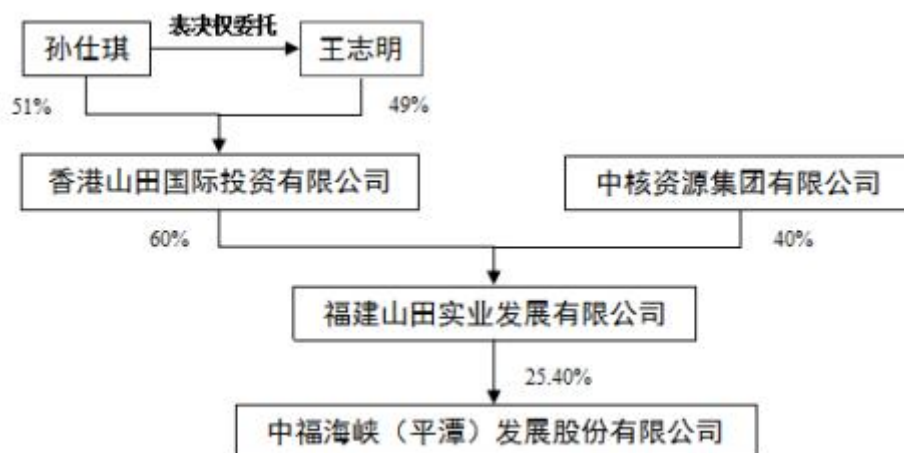 表决权委托
孙仕琪
王志明
51%
49%
香港山田国际投资有限公司
中核资源集团有限公司
60%
40%
福建山田实业发展有限公司
25.40%
中福海峡（平潭）发展股份有限公司